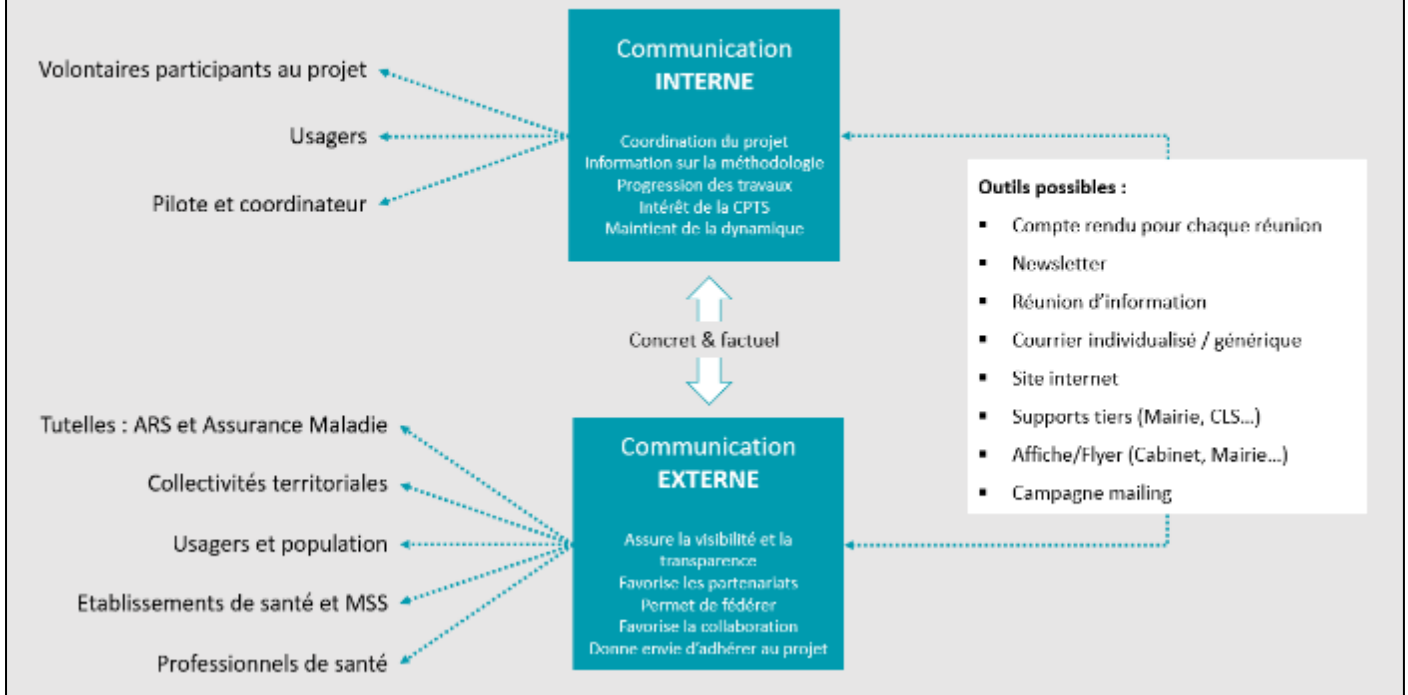 Communication
INTERNE
Coordination du projet
Information sur la méthodologie
Progression des travaux
Intérêt de la CPTS
Maintient de la dynamique
Volontaires participants au projet
Usagers
Pilote et coordinateur
Concret & factuel
Communication
EXTERNE
Assure la visibilité et la
transparence
Favorise les partenariats
Permet de fédérer
Favorise la collaboration
Donne envie d'adhérer au projet
Tutelles : ARS et Assurance Maladie
Collectivités territoriales
Usagers et population
Etablissements de santé et MSS
Professionnels de santé
Outils possibles :
▪ Compte rendu pour chaque réunion
▪ Newsletter
▪ Réunion d'information
▪ Courrier individualisé / générique
▪ Site internet
▪ Supports tiers (Mairie, CLS...)
▪ Affiche/Flyer (Cabinet, Mairie...)
▪ Campagne mailing